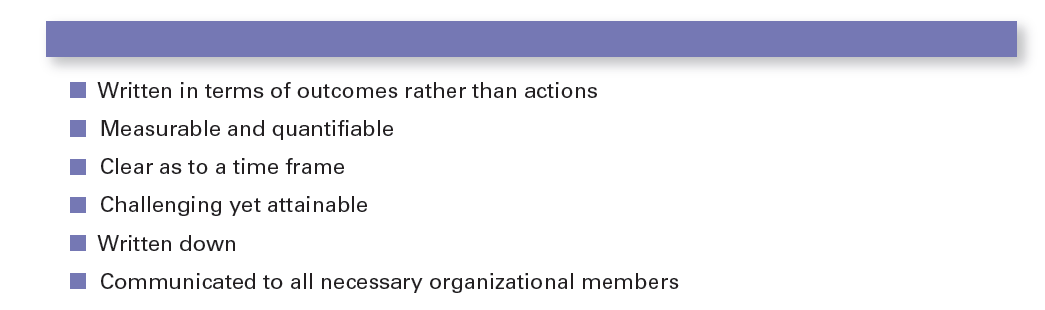 Written in terms of outcomes rather than actions
Measurable and quantifiable
Clear as to a time frame
Challenging yet attainable
Written down
Communicated to all necessary organizational members